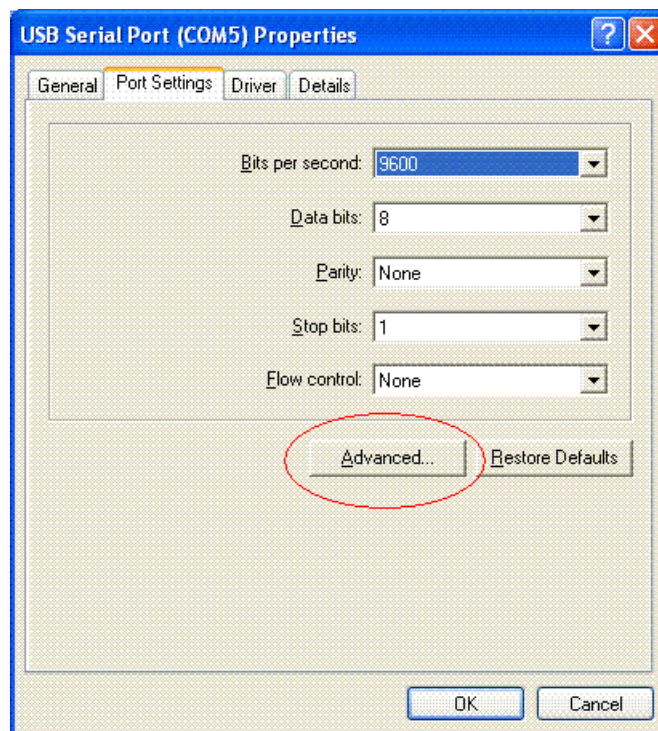 USB Serial Port (COM5) Properties
General Port Settings Driver Details
Bits per second: 9600
Data bits: 8
Parity: None
Stop bits: 1
Flow control: None
Advanced... Restore Defaults
OK Cancel